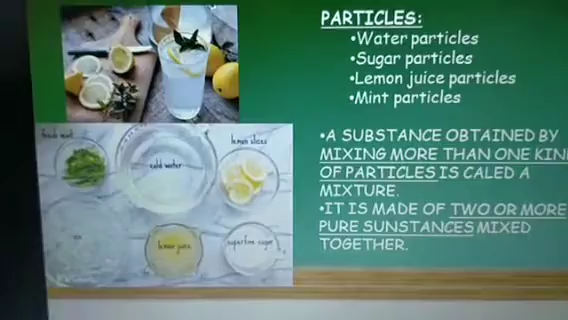 PARTICLES:
•Water particles
•Sugar particles
•Lemon juice particles
•Mint particles
•A SUBSTANCE OBTAINED BY
MIXING MORE THAN ONE KIN
OF PARTICLES IS CALED A
MIXTURE.
•IT IS MADE OF TWO OR MORE
PURE SUNSTANCES MIXED
TOGETHER.
fresh mint
cold water
lemon slices
ice
lemon juice
superfine sugar